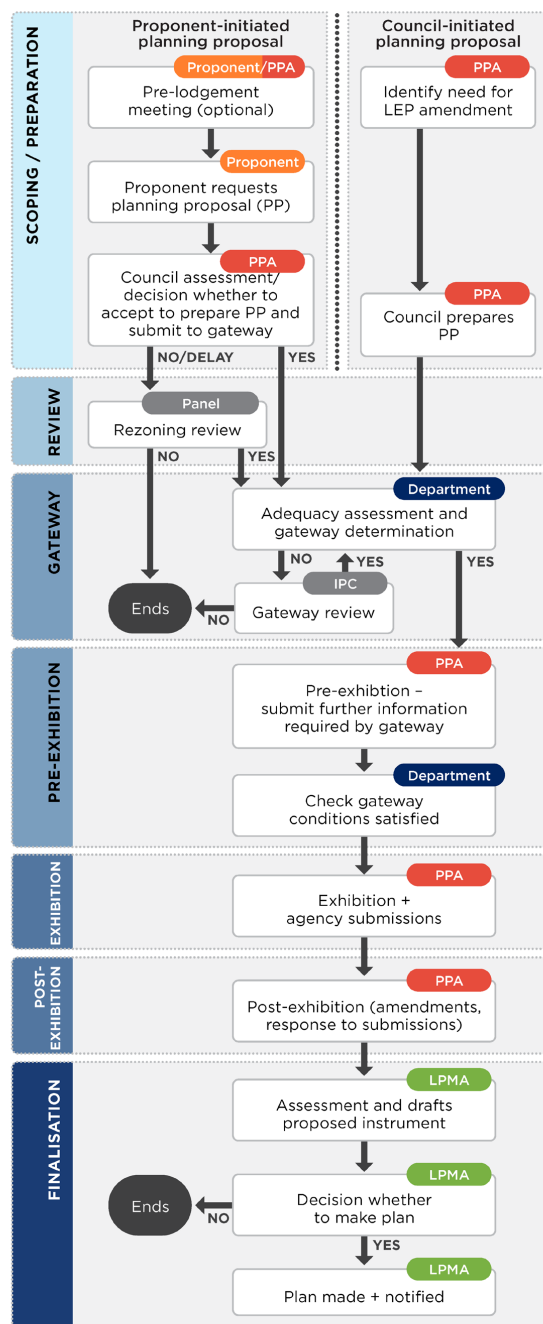 Proponent-initiated
planning proposal
Council-initiated
planning proposal
SCOPING / PREPARATION
Proponent/PPA
Pre-lodgement
meeting (optional)
Proponent
Proponent requests
planning proposal (PP)
PPA
Council assessment/
decision whether to
accept to prepare PP and
submit to gateway
NO/DELAY
YES
PPA
Identify need for
LEP amendment
PPA
Council prepares
PP
REVIEW
Panel
Rezoning review
NO
YES
GATEWAY
Department
Adequacy assessment and
gateway determination
NO
YES
YES
IPC
Gateway review
NO
Ends
PRE-EXHIBITION
PPA
Pre-exhibtion –
submit further information
required by gateway
Department
Check gateway
conditions satisfied
EXHIBITION
PPA
Exhibition +
agency submissions
POST-
EXHIBITION
PPA
Post-exhibition (amendments,
response to submissions)
FINALISATION
LPMA
Assessment and drafts
proposed instrument
LPMA
Decision whether
to make plan
NO
Ends
YES
LPMA
Plan made + notified